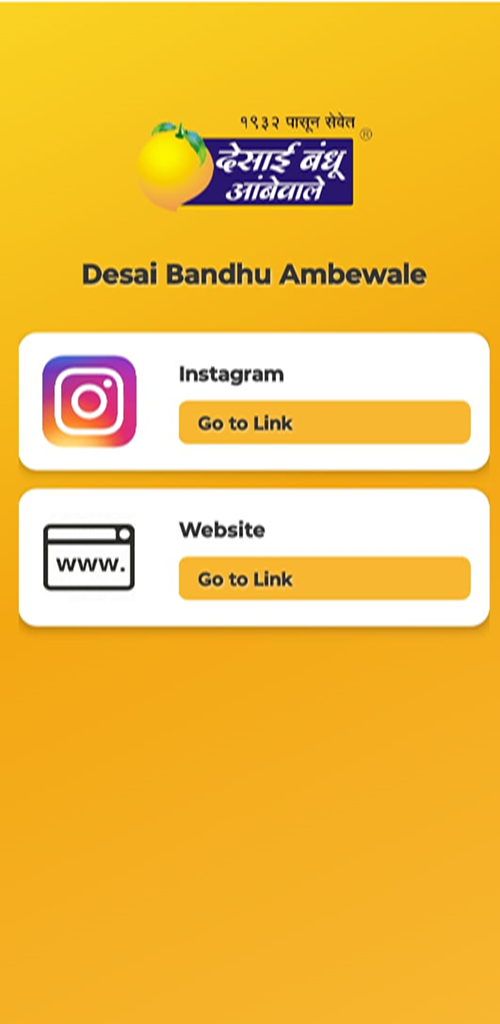 १९३२ पासून सेवेत
®
देसाई बंधू
आंबेवाले
Desai Bandhu Ambewale
Instagram
Go to Link
www.
Website
Go to Link